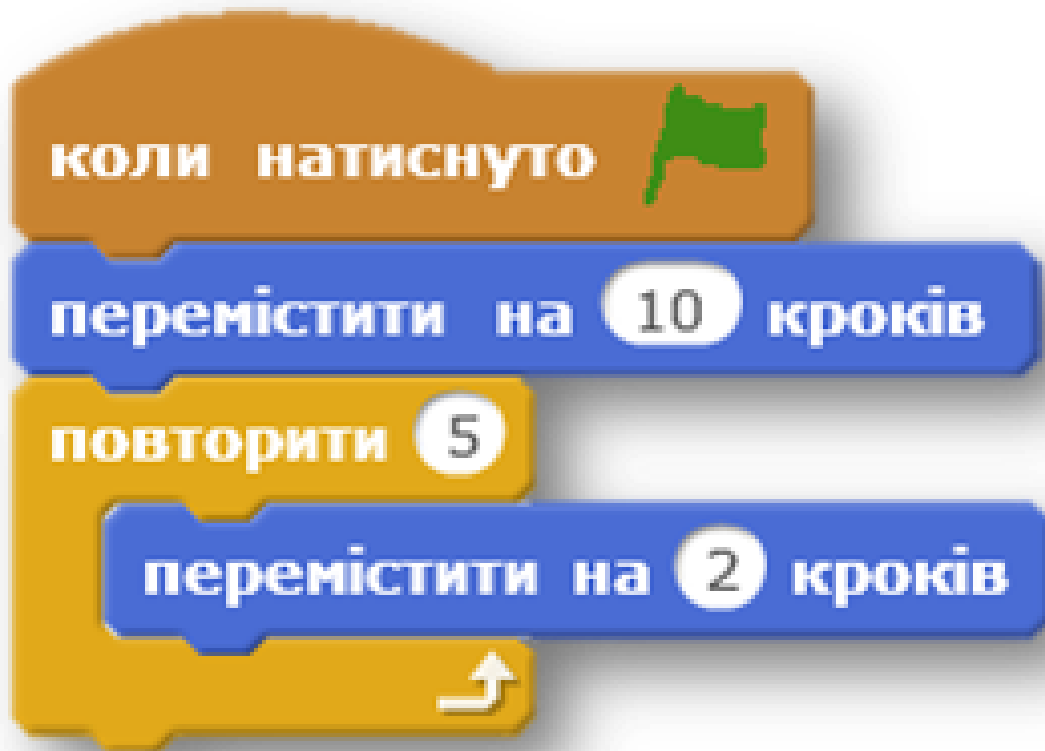 коли натиснуто
перемістити на 10 кроків
повторити 5
перемістити на 2 кроків